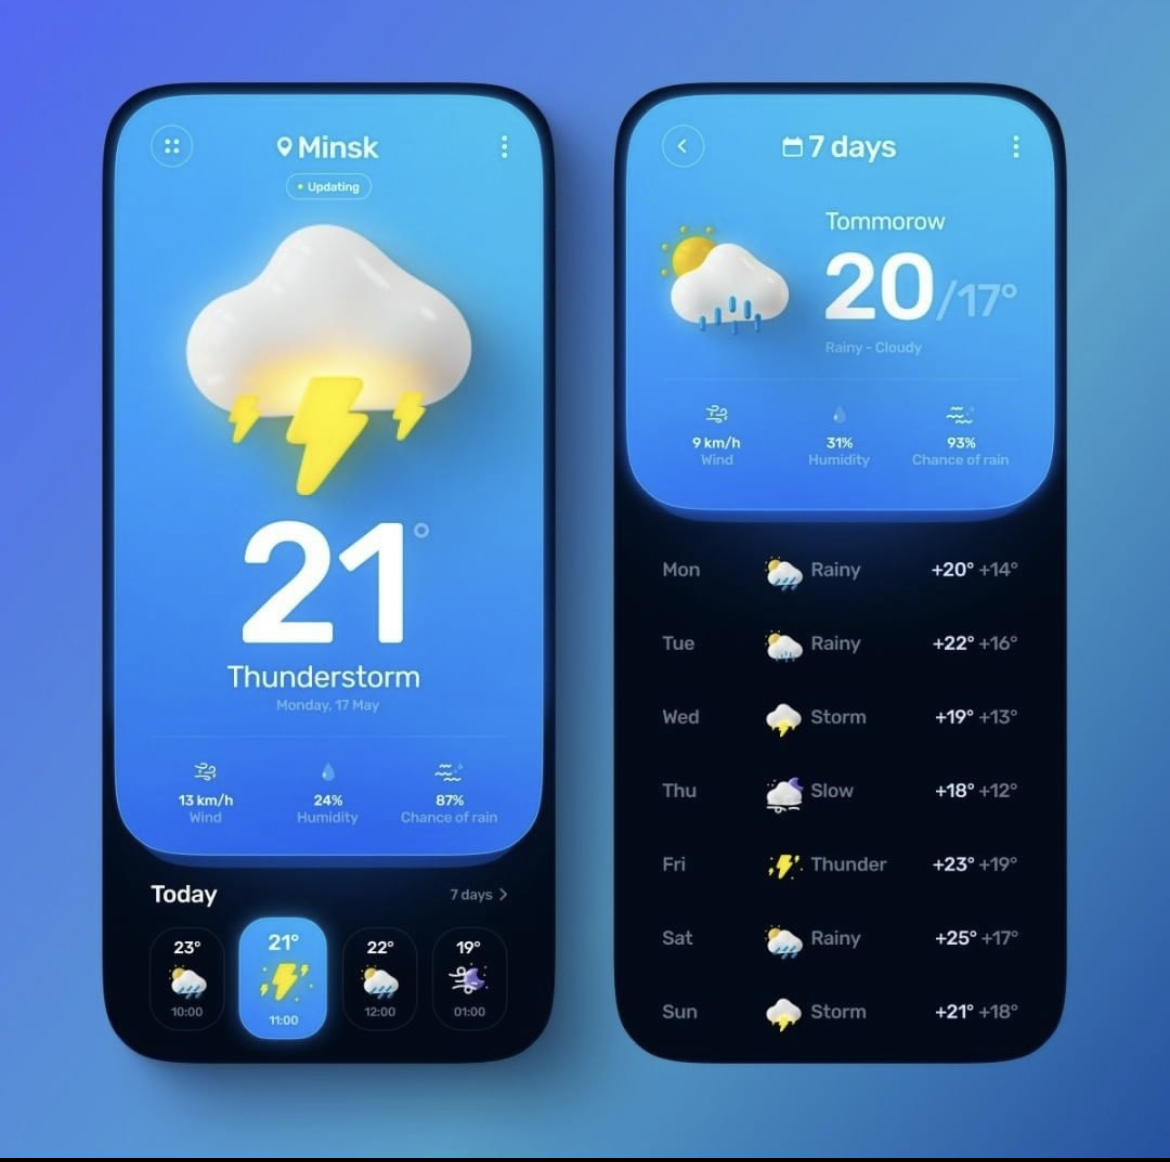 Minsk
Updating
21°
Thunderstorm
Monday, 17 May
13 km/h 24% 87%
Wind Humidity Chance of rain
Today 7 days
23° 21° 22° 19°
10:00 11:00 12:00 01:00
7 days
Tommorow
20/17°
Rainy - Cloudy
9 km/h 31% 93%
Wind Humidity Chance of rain
Mon Rainy +20° +14°
Tue Rainy +22° +16°
Wed Storm +19° +13°
Thu Slow +18° +12°
Fri Thunder +23° +19°
Sat Rainy +25° +17°
Sun Storm +21° +18°